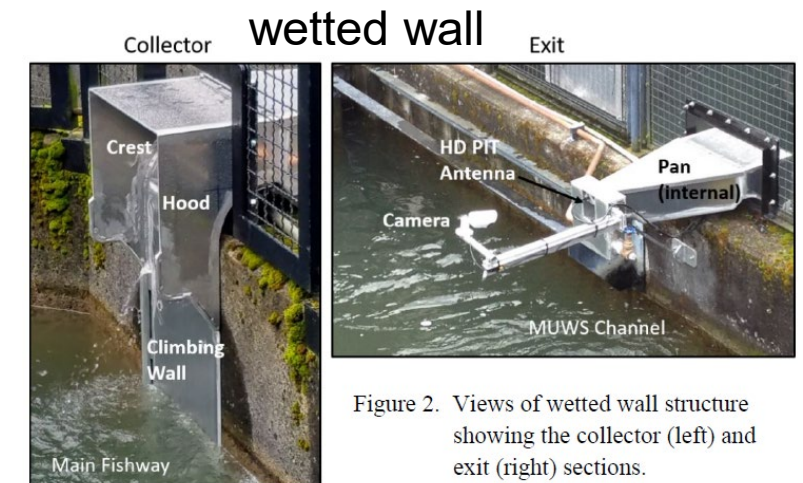 wetted wall
Collector
Exit
Crest
Hood
Climbing
Wall
Main Fishway
HD PIT
Antenna
Pan
(internal)
Camera
MUWS Channel
Figure 2. Views of wetted wall structure
showing the collector (left) and
exit (right) sections.